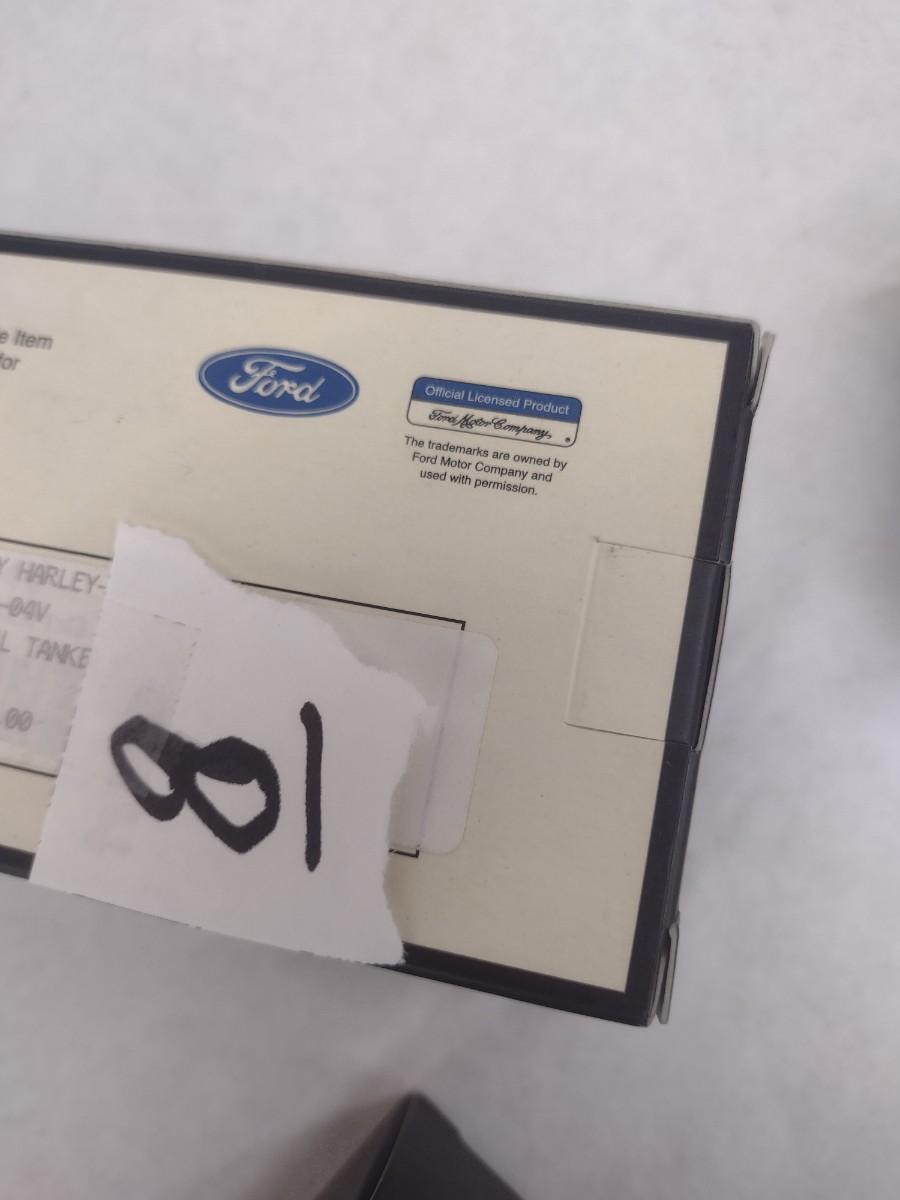 e Item
for
Ford
Official Licensed Product
Ford Motor Company
The trademarks are owned by
Ford Motor Company and
used with permission.
Y HARLEY-
-04V
L TANKE
.00
81